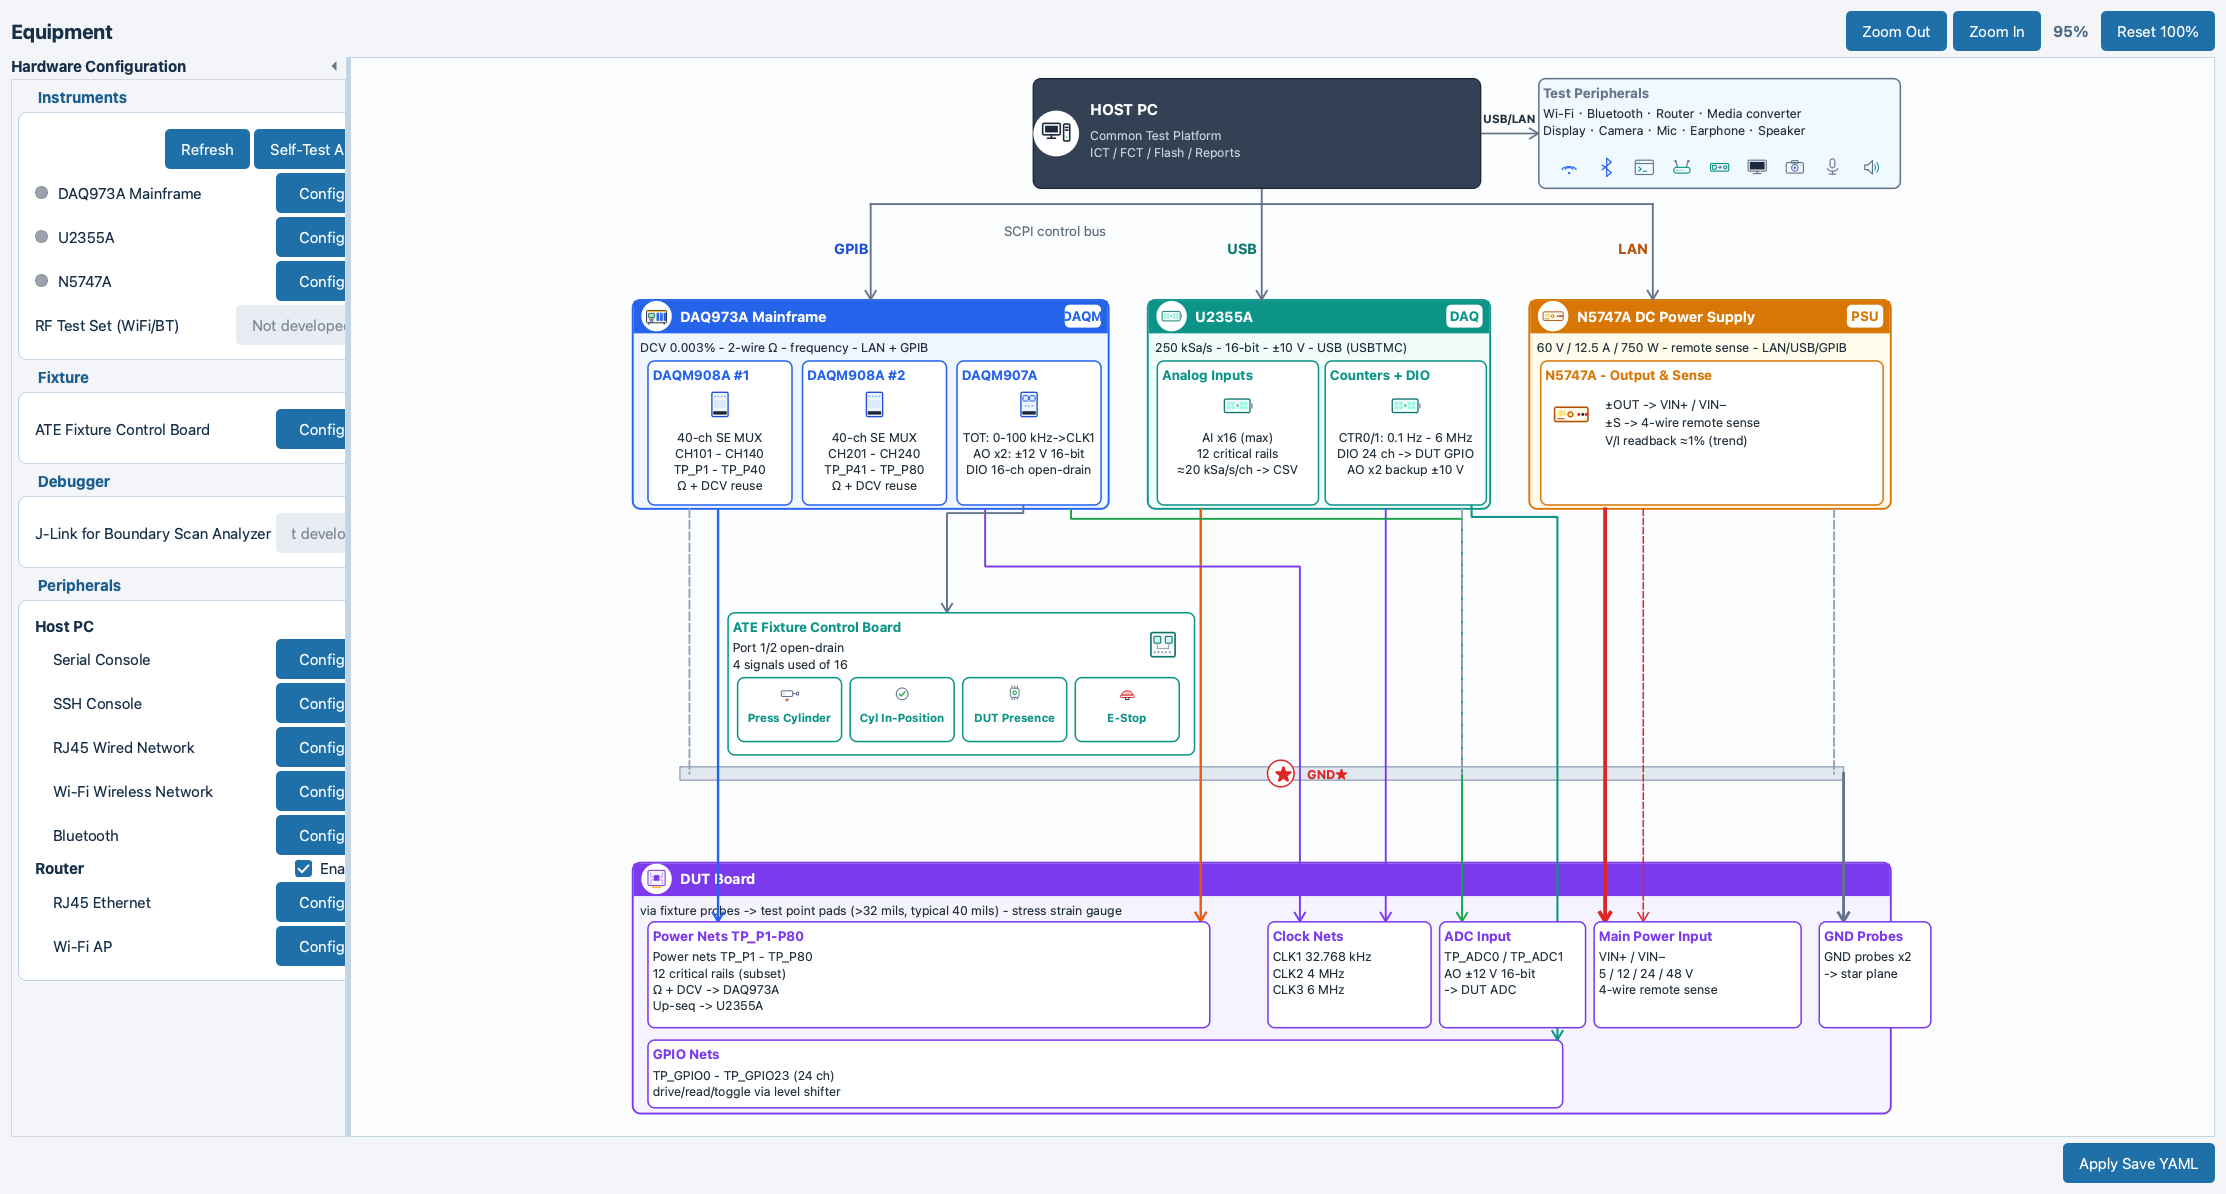 Equipment
Zoom Out
Zoom In
95%
Reset 100%
Hardware Configuration
Instruments
Refresh
Self-Test A
DAQ973A Mainframe
Config
U2355A
Config
N5747A
Config
RF Test Set (WiFi/BT)
Not developed
Fixture
ATE Fixture Control Board
Config
Debugger
J-Link for Boundary Scan Analyzer
t develo
Peripherals
Host PC
Serial Console
Config
SSH Console
Config
RJ45 Wired Network
Config
Wi-Fi Wireless Network
Config
Bluetooth
Config
Router
Ena
RJ45 Ethernet
Config
Wi-Fi AP
Config
HOST PC
Common Test Platform
ICT / FCT / Flash / Reports
USB/LAN
Test Peripherals
Wi-Fi · Bluetooth · Router · Media converter
Display · Camera · Mic · Earphone · Speaker
SCPI control bus
GPIB
USB
LAN
DAQ973A Mainframe
DAQM
DCV 0.003% - 2-wire Ω - frequency - LAN + GPIB
DAQM908A #1
40-ch SE MUX
CH101 - CH140
TP_P1 - TP_P40
Ω + DCV reuse
DAQM908A #2
40-ch SE MUX
CH201 - CH240
TP_P41 - TP_P80
Ω + DCV reuse
DAQM907A
TOT: 0-100 kHz->CLK1
AO x2: ±12 V 16-bit
DIO 16-ch open-drain
U2355A
DAQ
250 kSa/s - 16-bit - ±10 V - USB (USBTMC)
Analog Inputs
AI x16 (max)
12 critical rails
≈20 kSa/s/ch -> CSV
Counters + DIO
CTR0/1: 0.1 Hz - 6 MHz
DIO 24 ch -> DUT GPIO
AO x2 backup ±10 V
N5747A DC Power Supply
PSU
60 V / 12.5 A / 750 W - remote sense - LAN/USB/GPIB
N5747A - Output & Sense
±OUT -> VIN+ / VIN−
±S -> 4-wire remote sense
V/I readback ≈1% (trend)
ATE Fixture Control Board
Port 1/2 open-drain
4 signals used of 16
Press Cylinder
Cyl In-Position
DUT Presence
E-Stop
GND★
DUT Board
via fixture probes -> test point pads (>32 mils, typical 40 mils) - stress strain gauge
Power Nets TP_P1-P80
Power nets TP_P1 - TP_P80
12 critical rails (subset)
Ω + DCV -> DAQ973A
Up-seq -> U2355A
Clock Nets
CLK1 32.768 kHz
CLK2 4 MHz
CLK3 6 MHz
ADC Input
TP_ADC0 / TP_ADC1
AO ±12 V 16-bit
-> DUT ADC
Main Power Input
VIN+ / VIN−
5 / 12 / 24 / 48 V
4-wire remote sense
GND Probes
GND probes x2
-> star plane
GPIO Nets
TP_GPIO0 - TP_GPIO23 (24 ch)
drive/read/toggle via level shifter
Apply Save YAML